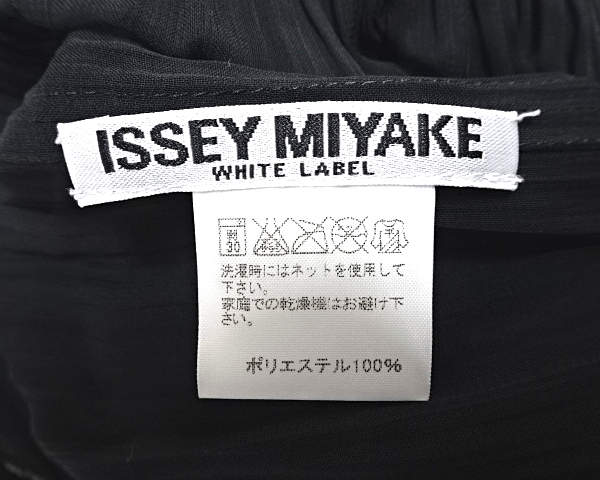 ISSEY MIYAKE
WHITE LABEL
弱
30
洗濯時にはネットを使用して
下さい。
家庭での乾燥機はお避け下
さい。
ポリエステル100%